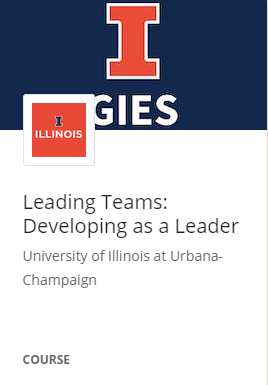 I
GIES
I
ILLINOIS
Leading Teams:
Developing as a Leader
University of Illinois at Urbana-
Champaign
COURSE